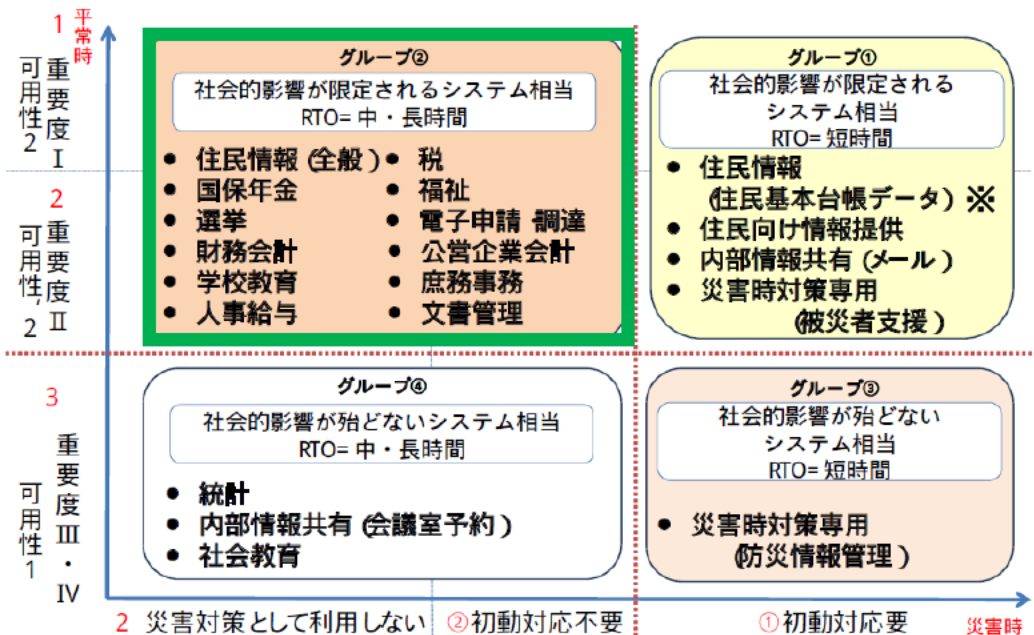 1 平常時
重要度Ⅰ
可用性2
2
重要度Ⅱ
可用性,2
3
重要度Ⅲ・Ⅳ
可用性1
グループ②
社会的影響が限定されるシステム相当
RTO= 中・長時間
• 住民情報(全般)• 税
• 国保年金 • 福祉
• 選挙 • 電子申請・調達
• 財務会計 • 公営企業会計
• 学校教育 • 庶務事務
• 人事給与 • 文書管理
グループ①
社会的影響が限定される
システム相当
RTO= 短時間
• 住民情報
(住民基本台帳データ)※
• 住民向け情報提供
• 内部情報共有(メール)
• 災害時対策専用
(被災者支援)
グループ④
社会的影響が殆どないシステム相当
RTO= 中・長時間
• 統計
• 内部情報共有(会議室予約)
• 社会教育
グループ③
社会的影響が殆どない
システム相当
RTO= 短時間
• 災害時対策専用
(防災情報管理)
2 災害対策として利用しない ②初動対応不要 ①初動対応要 災害時